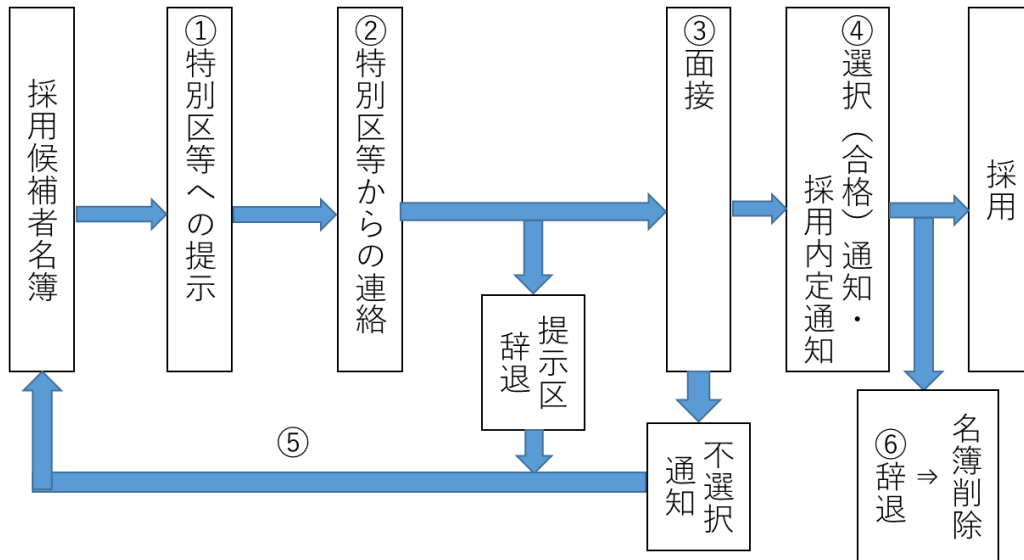 採用候補者名簿
①特別区等への提示
②特別区等からの連絡
③面接
④選択（合格）通知・
採用内定通知
採用
提示区
辞退
不選択
通知
⑤
名簿削除
⇒
⑥辞退